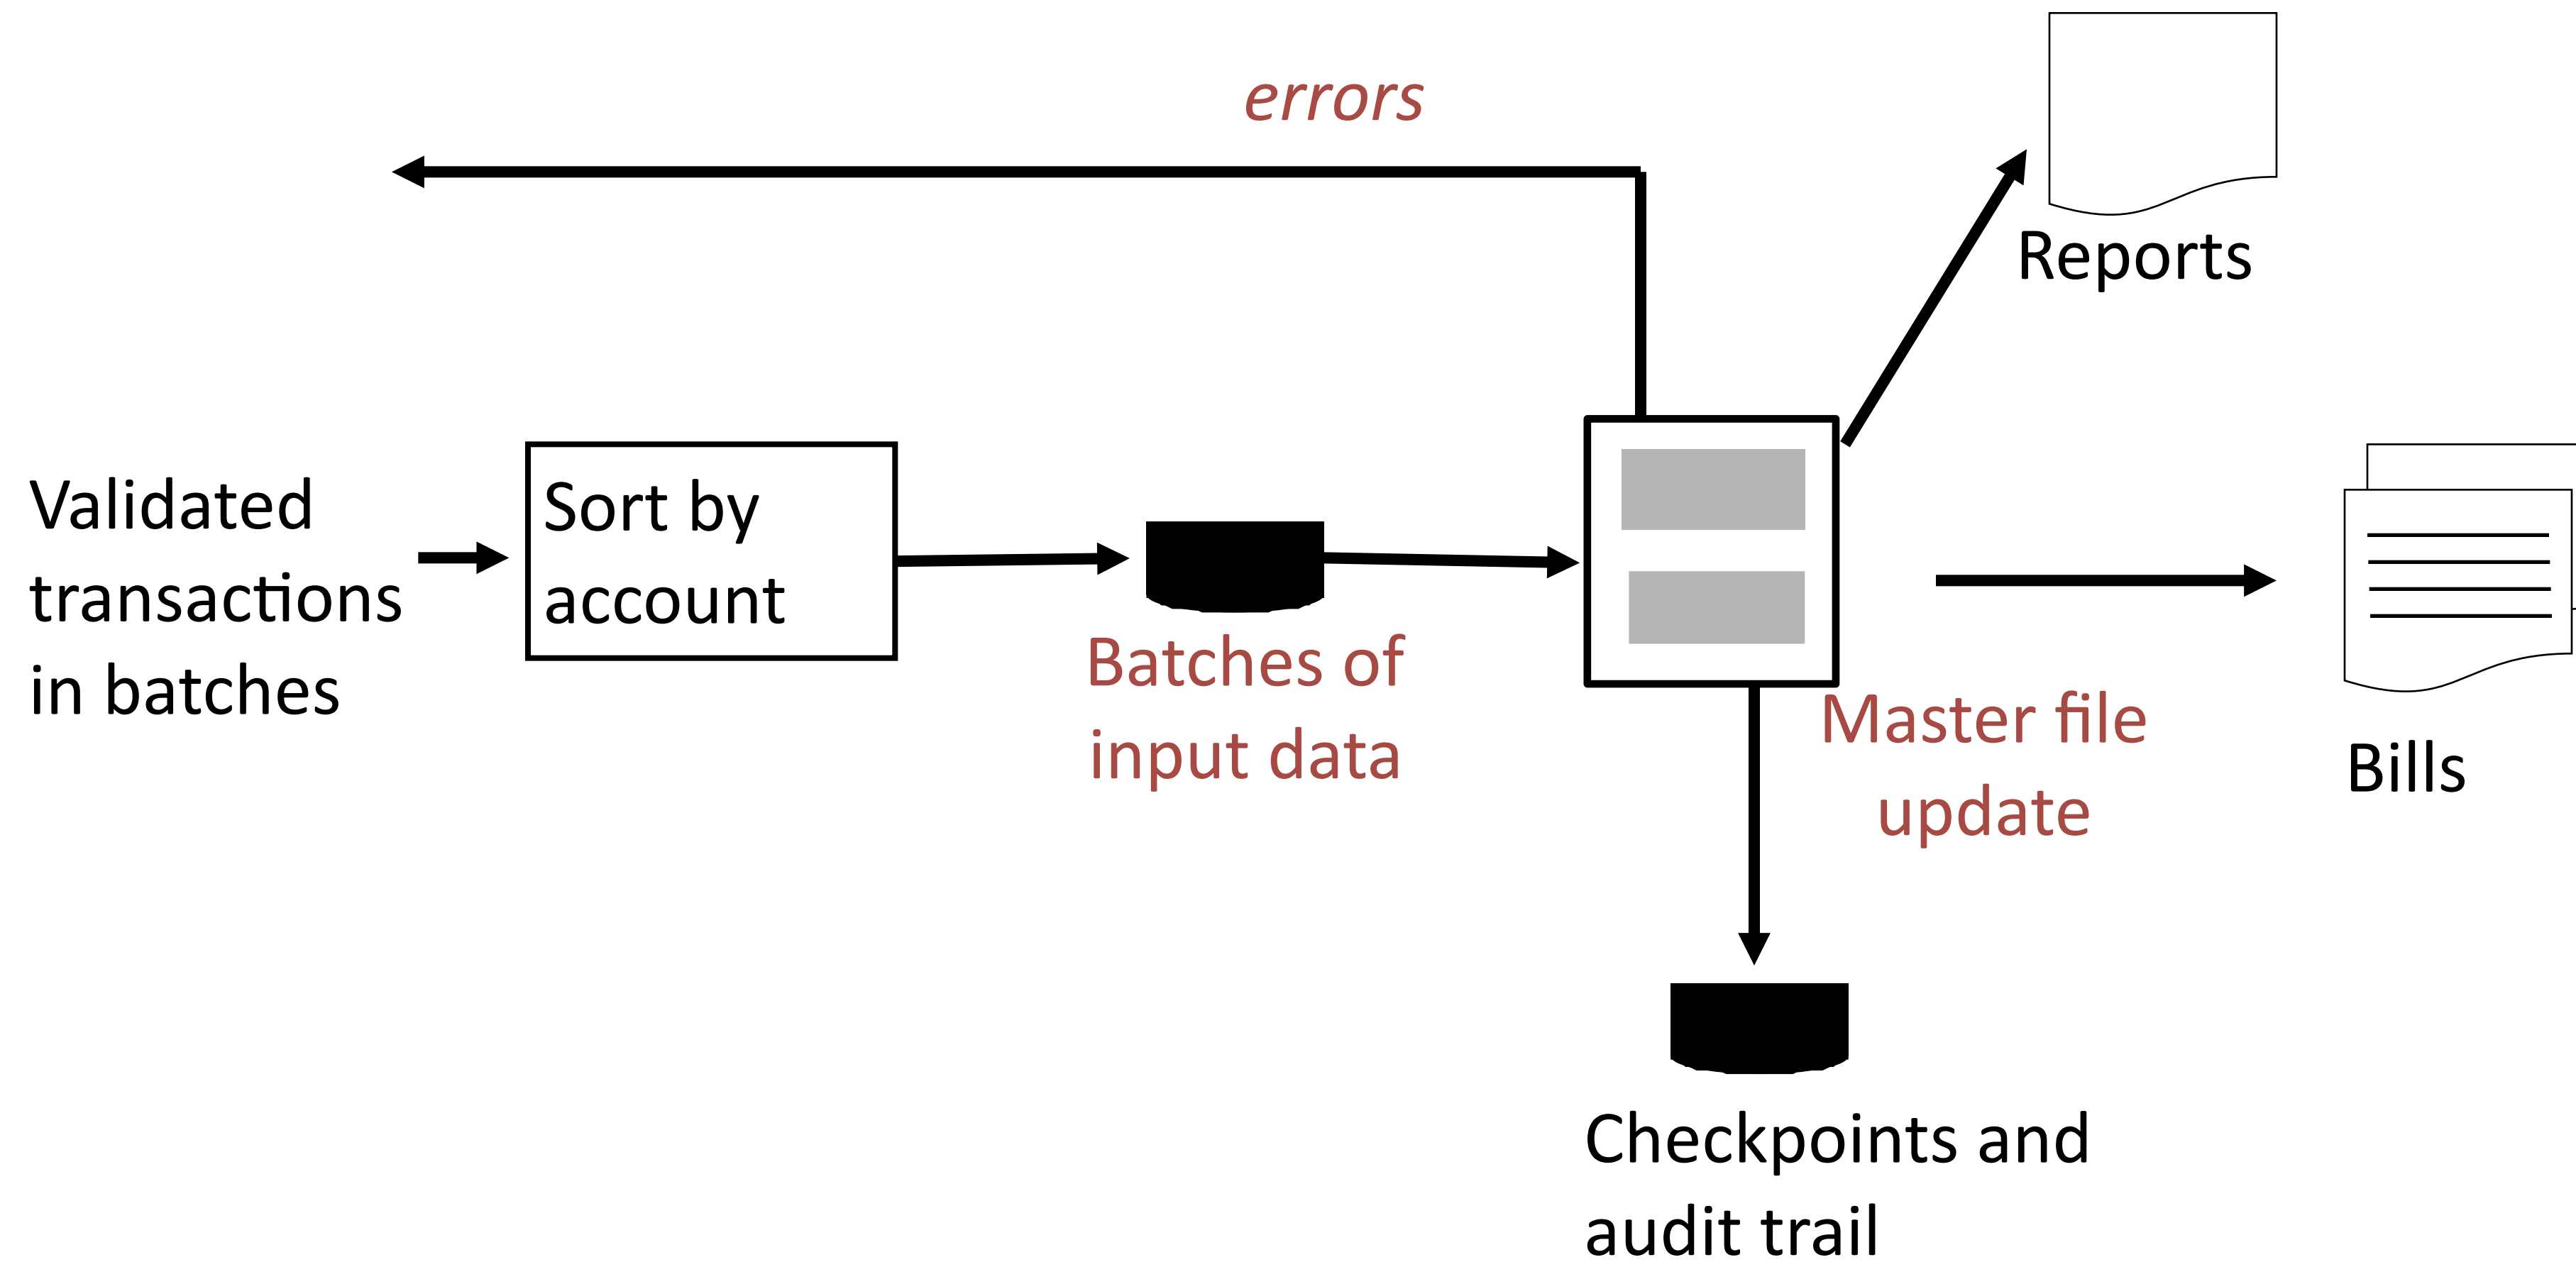 errors
Reports
Validated
transactions
in batches
Sort by
account
Batches of
input data
Master file
update
Bills
Checkpoints and
audit trail